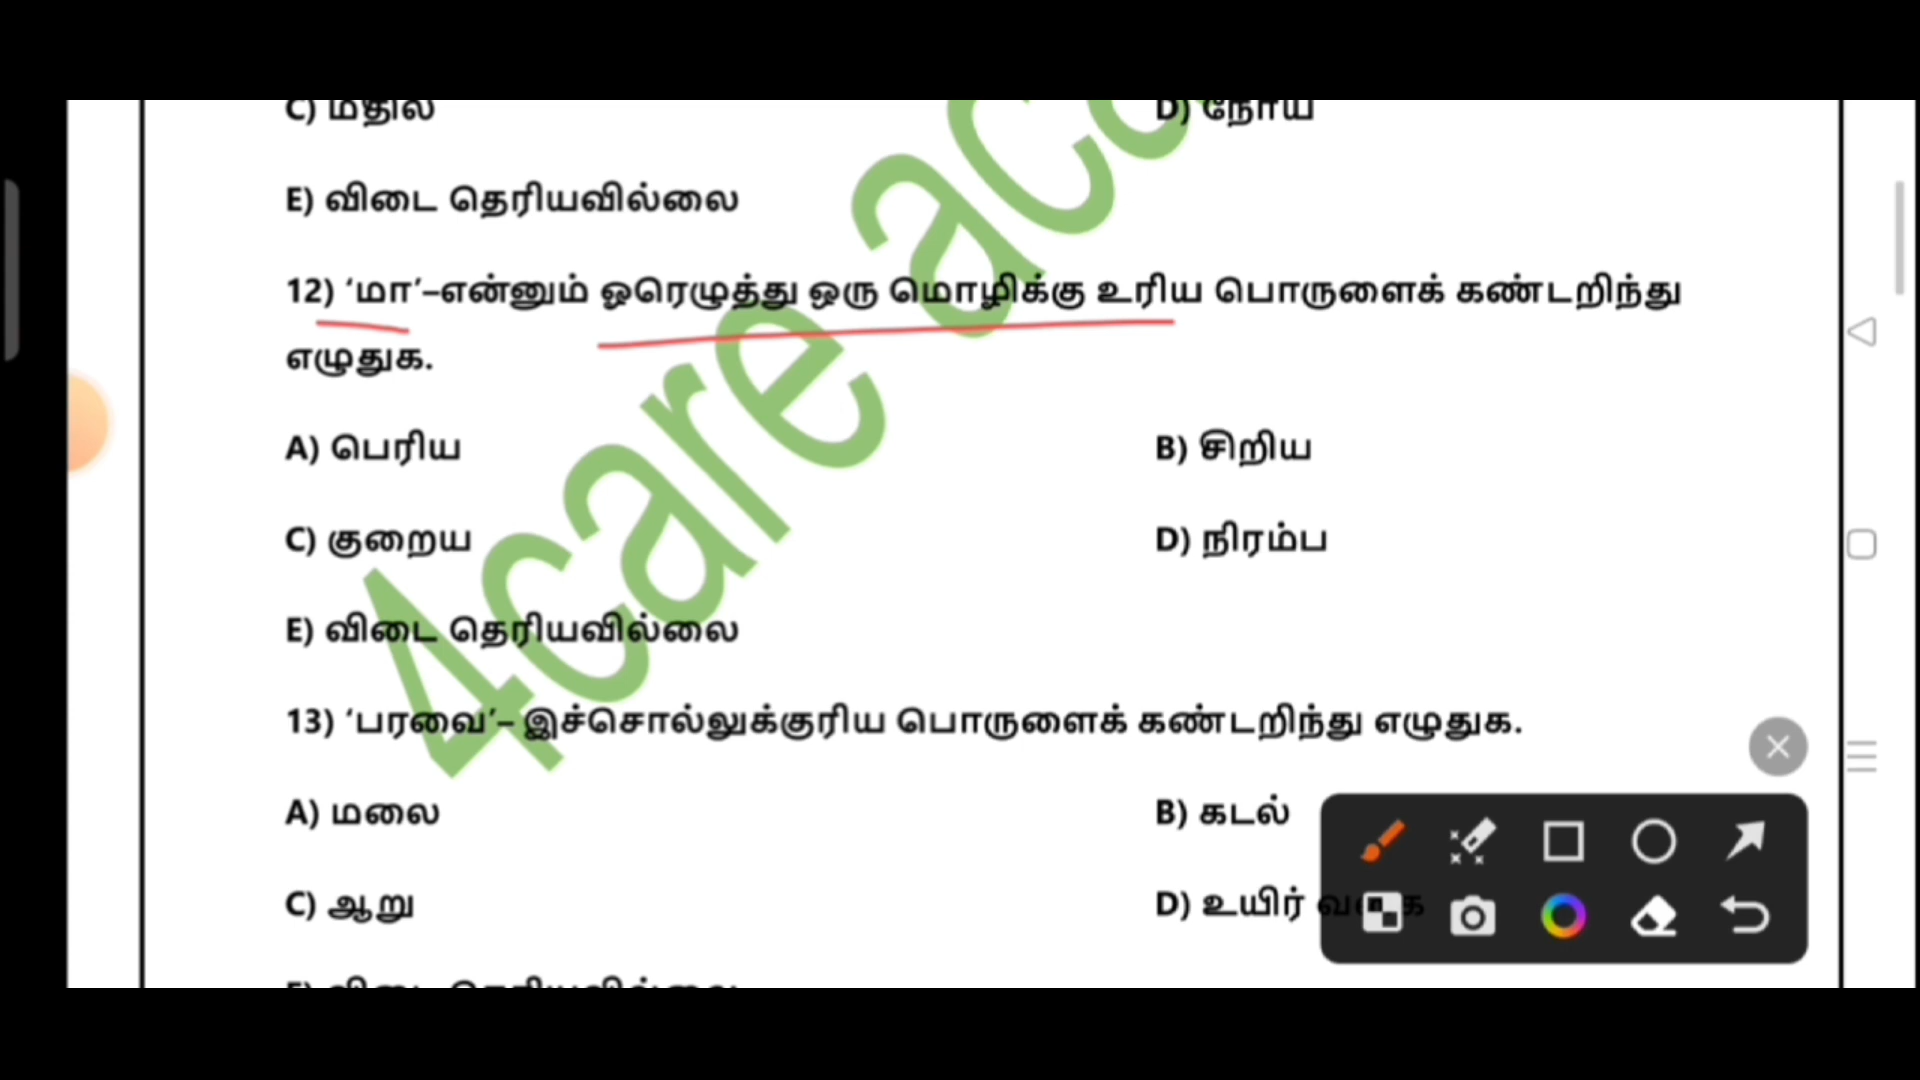 C) மதில்
D) நோய்
E) விடை தெரியவில்லை
12) ‘மா’–என்னும் ஓரெழுத்து ஒரு மொழிக்கு உரிய பொருளைக் கண்டறிந்து
எழுதுக.
A) பெரிய
B) சிறிய
C) குறைய
D) நிரம்ப
E) விடை தெரியவில்லை
13) ‘பரவை’– இச்சொல்லுக்குரிய பொருளைக் கண்டறிந்து எழுதுக.
A) மலை
B) கடல்
C) ஆறு
D) உயிர்
E) விடை தெரியவில்லை
4care